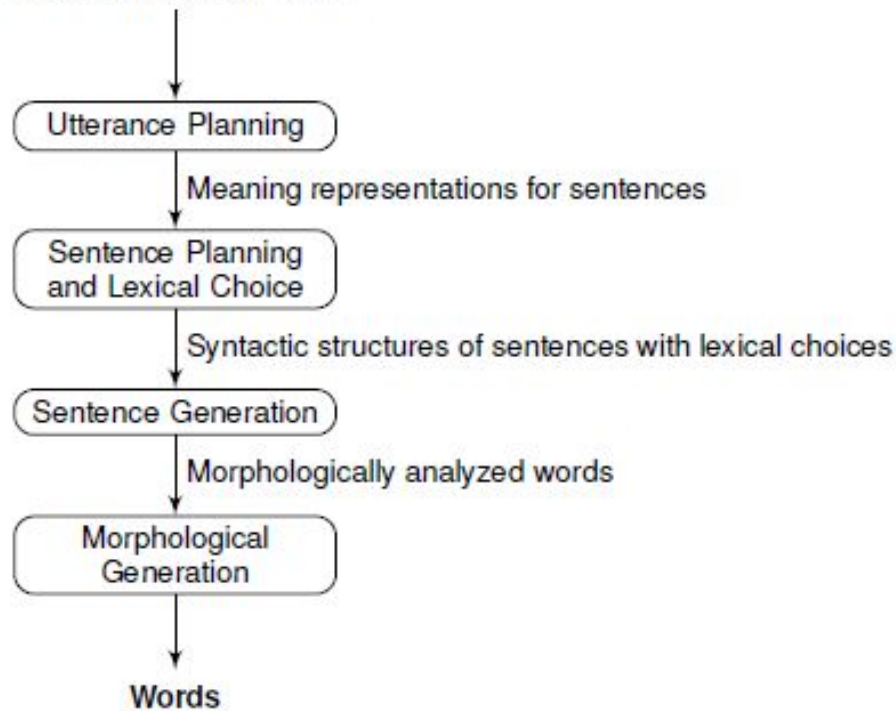 Utterance Planning
Meaning representations for sentences
Sentence Planning
and Lexical Choice
Syntactic structures of sentences with lexical choices
Sentence Generation
Morphologically analyzed words
Morphological
Generation
Words